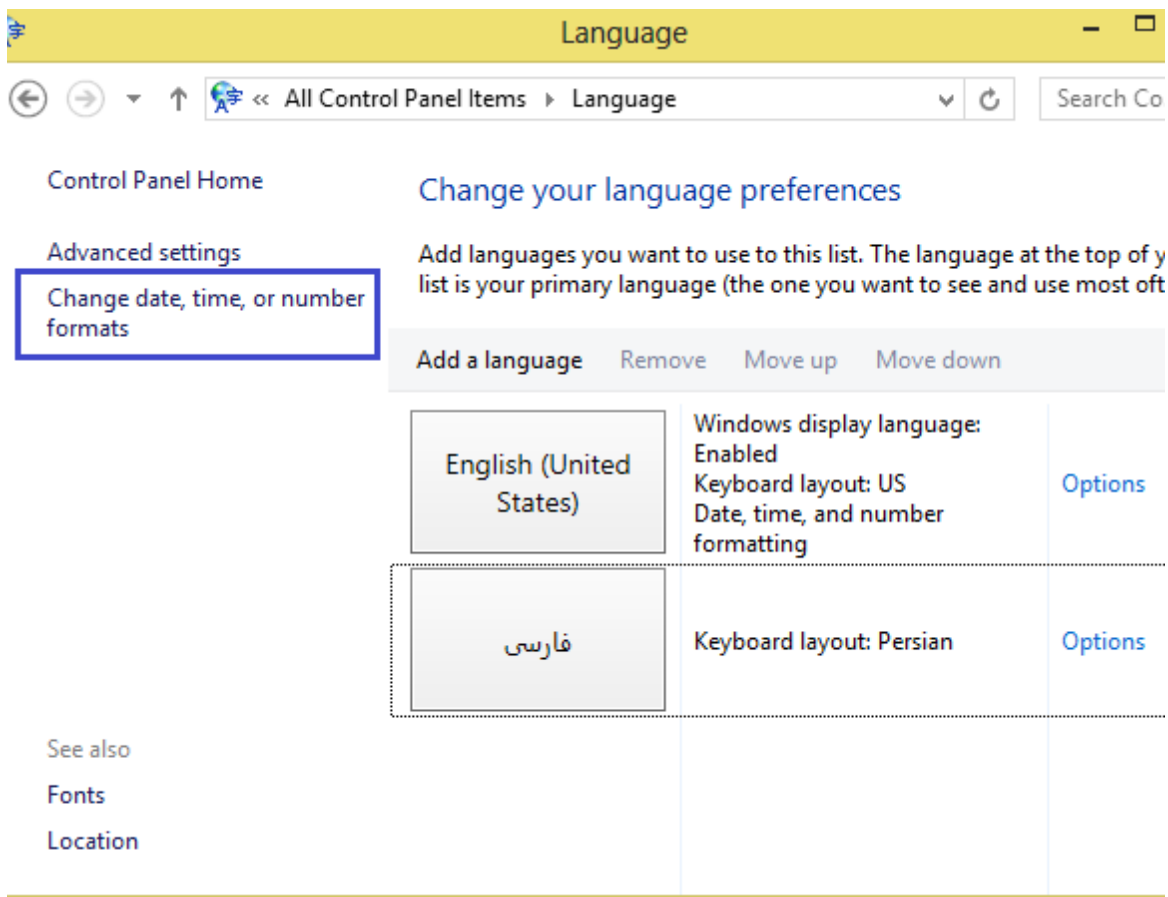 Language
« All Control Panel Items Language
Search Co
Control Panel Home
Advanced settings
Change date, time, or number
formats
Change your language preferences
Add languages you want to use to this list. The language at the top of y
list is your primary language (the one you want to see and use most oft
Add a language Remove Move up Move down
English (United
States)
Windows display language:
Enabled
Keyboard layout: US
Date, time, and number
formatting
Options
فارسی
Keyboard layout: Persian
Options
See also
Fonts
Location